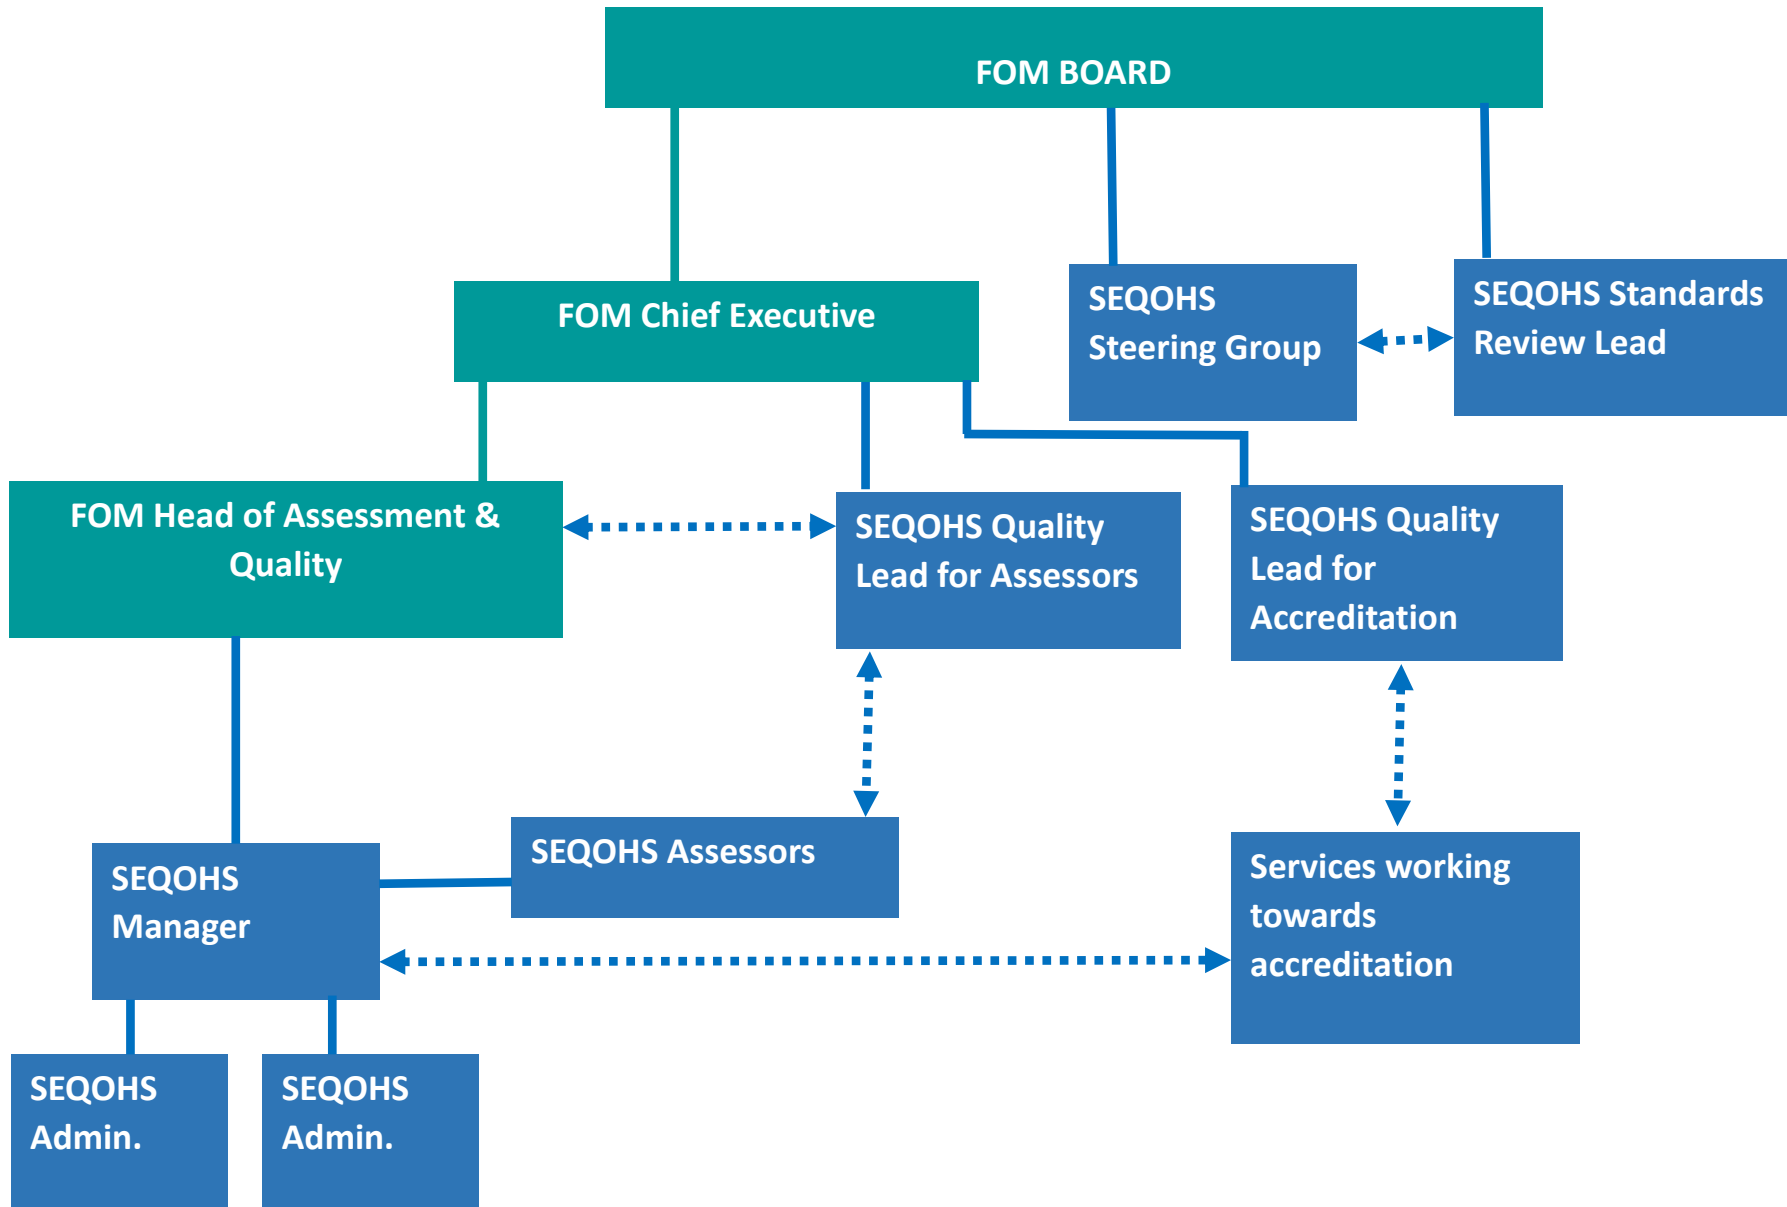 FOM BOARD
FOM Chief Executive
SEQOHS
Steering Group
SEQOHS Standards
Review Lead
FOM Head of Assessment &
Quality
SEQOHS Quality
Lead for Assessors
SEQOHS Quality
Lead for
Accreditation
SEQOHS
Manager
SEQOHS Assessors
Services working
towards
accreditation
SEQOHS
Admin.
SEQOHS
Admin.